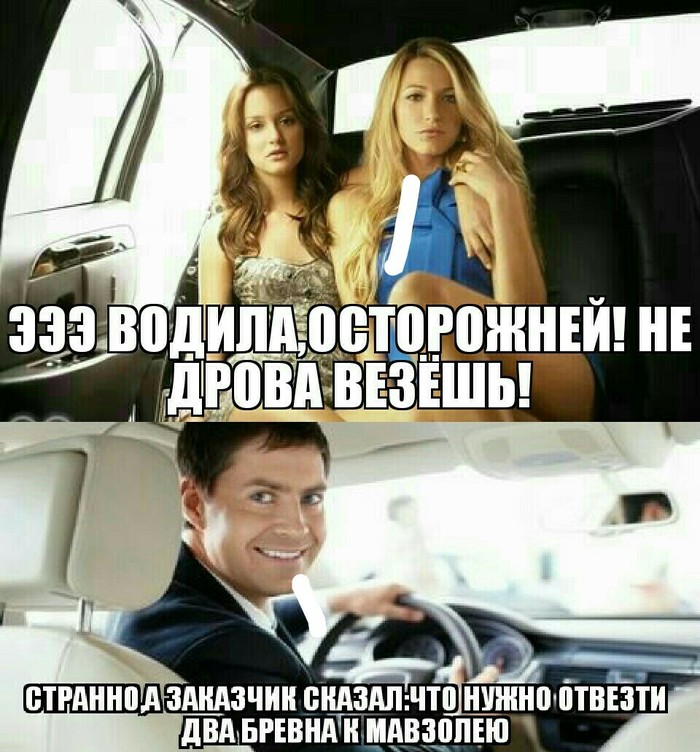 ЭЭЭ ВОДИЛА,ОСТОРОЖНЕЙ! НЕ
ДРОВА ВЕЗЁШЬ!
СТРАННО,А ЗАКАЗЧИК СКАЗАЛ:ЧТО НУЖНО ОТВЕЗТИ
ДВА БРЕВНА К МАВЗОЛЕЮ